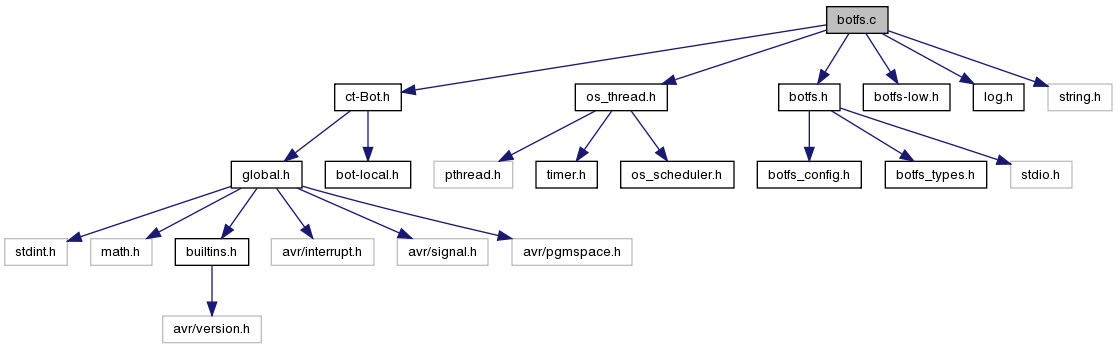 botfs.c
ct-Bot.h
os_thread.h
botfs.h
botfs-low.h
log.h
string.h
global.h
bot-local.h
pthread.h
timer.h
os_scheduler.h
botfs_config.h
botfs_types.h
stdio.h
stdint.h
math.h
builtins.h
avr/interrupt.h
avr/signal.h
avr/pgmspace.h
avr/version.h